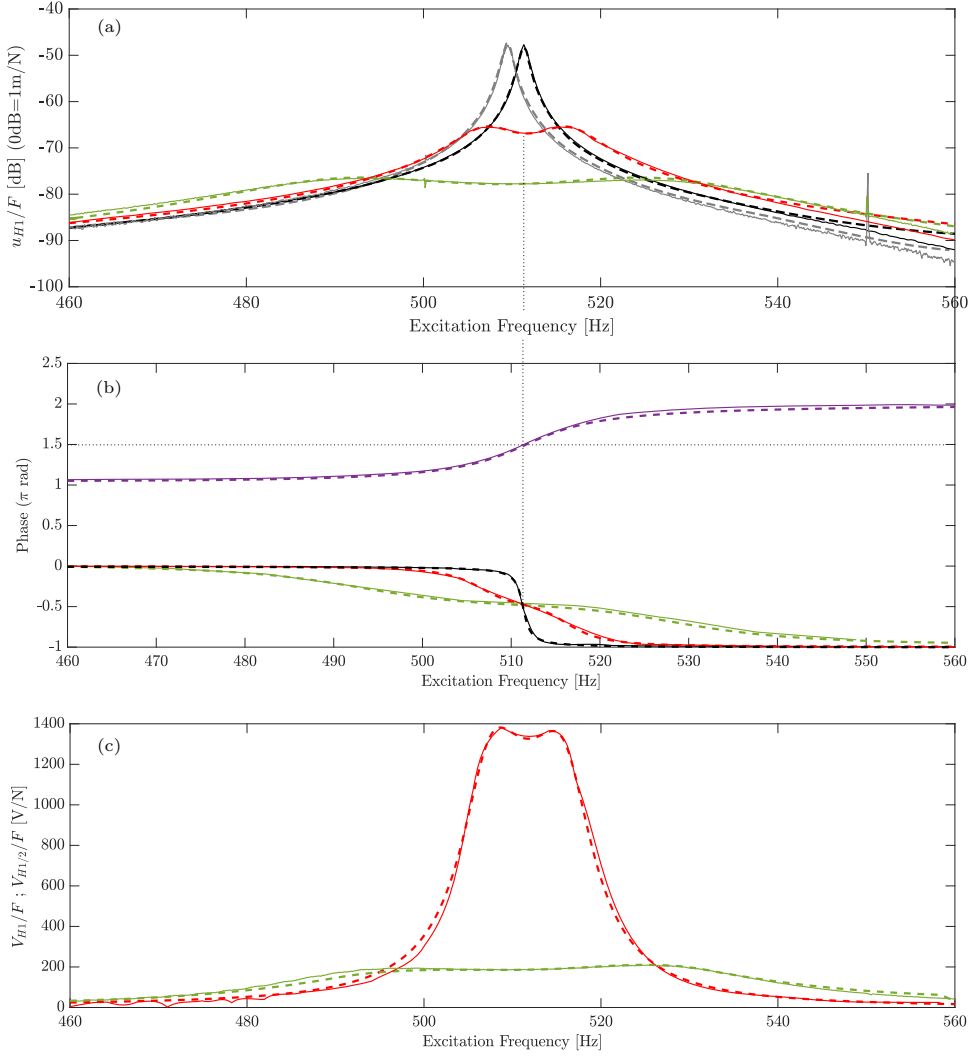 (a)
u_{H1}/F [dB] (0dB=1m/N)
-40
-50
-60
-70
-80
-90
-100
460 480 500 520 540 560
Excitation Frequency [Hz]
(b)
Phase (π rad)
2.5
2
1.5
1
0.5
0
-0.5
-1
460 470 480 490 500 510 520 530 540 550 560
Excitation Frequency [Hz]
(c)
V_{H1}/F ; V_{H1/2}/F [V/N]
1400
1200
1000
800
600
400
200
0
460 480 500 520 540 560
Excitation Frequency [Hz]